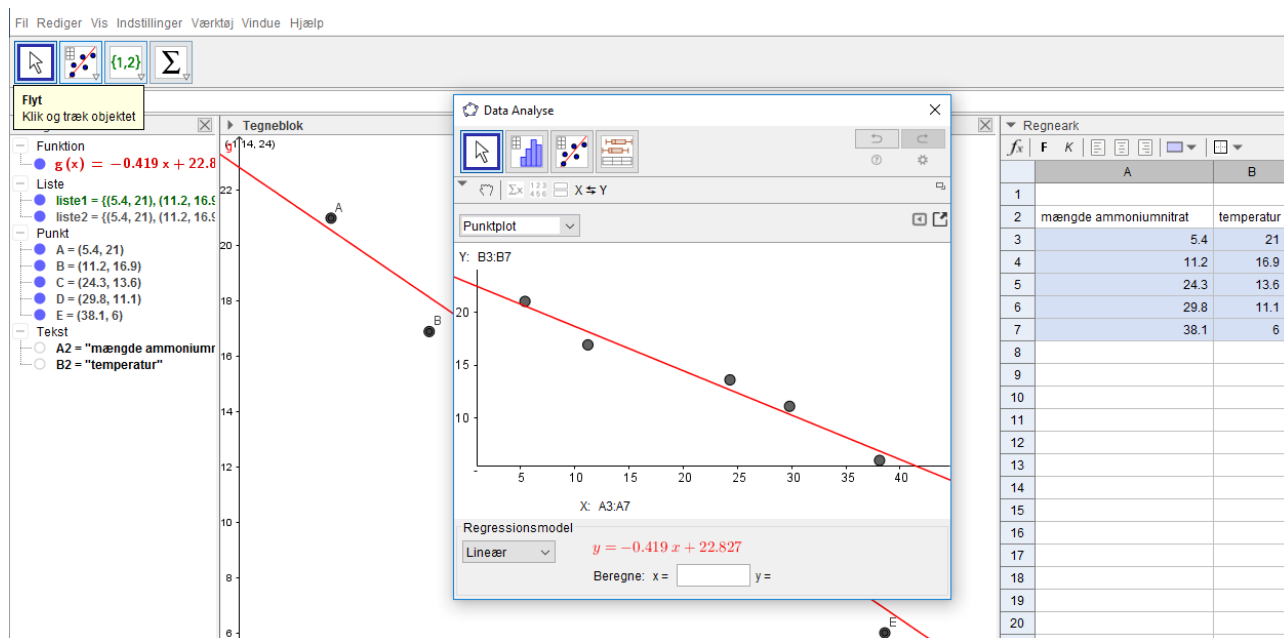 Fil Rediger Vis Indstillinger Værktøj Vindue Hjælp
{1,2} Σ
Flyt
Klik og træk objektet
Tegneblok
Funktion
g (x) = −0.419 x + 22.8
Liste
liste1 = {(5.4, 21), (11.2, 16.9
liste2 = {(5.4, 21), (11.2, 16.9
Punkt
A = (5.4, 21)
B = (11.2, 16.9)
C = (24.3, 13.6)
D = (29.8, 11.1)
E = (38.1, 6)
Tekst
A2 = "mængde ammoniumr
B2 = "temperatur"
22
20
18
16
14
12
10
8
6
A
B
E
Data Analyse
Σx 123 456 X ⇆ Y
Punktplot
Y: B3:B7
20
15
10
5 10 15 20 25 30 35 40
X: A3:A7
Regressionsmodel
Lineær y = −0.419 x + 22.827
Beregne: x = y =
Regneark
fx F K
A B
1
2 mængde ammoniumnitrat temperatur
3 5.4 21
4 11.2 16.9
5 24.3 13.6
6 29.8 11.1
7 38.1 6
8
9
10
11
12
13
14
15
16
17
18
19
20